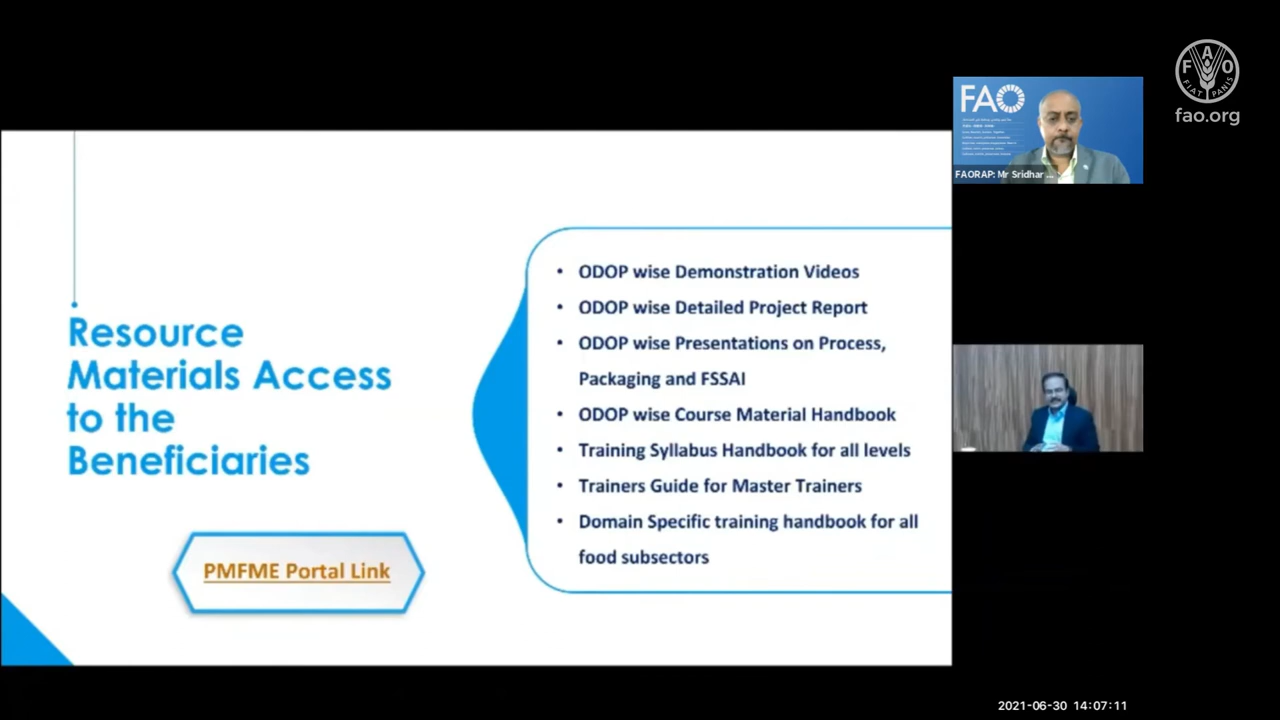 Resource
Materials Access
to the
Beneficiaries
PMFME Portal Link
• ODOP wise Demonstration Videos
• ODOP wise Detailed Project Report
• ODOP wise Presentations on Process,
Packaging and FSSAI
• ODOP wise Course Material Handbook
• Training Syllabus Handbook for all levels
• Trainers Guide for Master Trainers
• Domain Specific training handbook for all
food subsectors
FAO
FAORAP: Mr Sridhar ...
FAO
FIAT PANIS
fao.org
2021-06-30 14:07:11